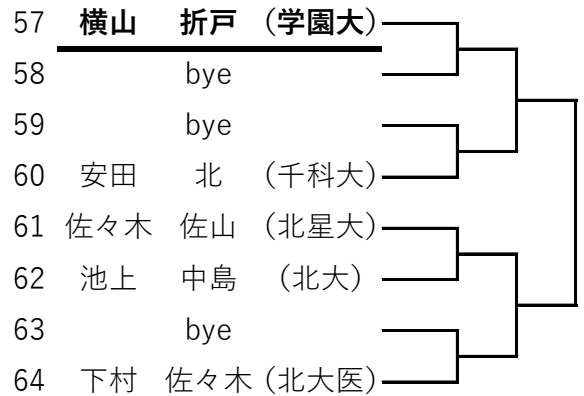 57 横山 折戸 (学園大)
58 bye
59 bye
60 安田 北 (千科大)
61 佐々木 佐山 (北星大)
62 池上 中島 (北大)
63 bye
64 下村 佐々木 (北大医)